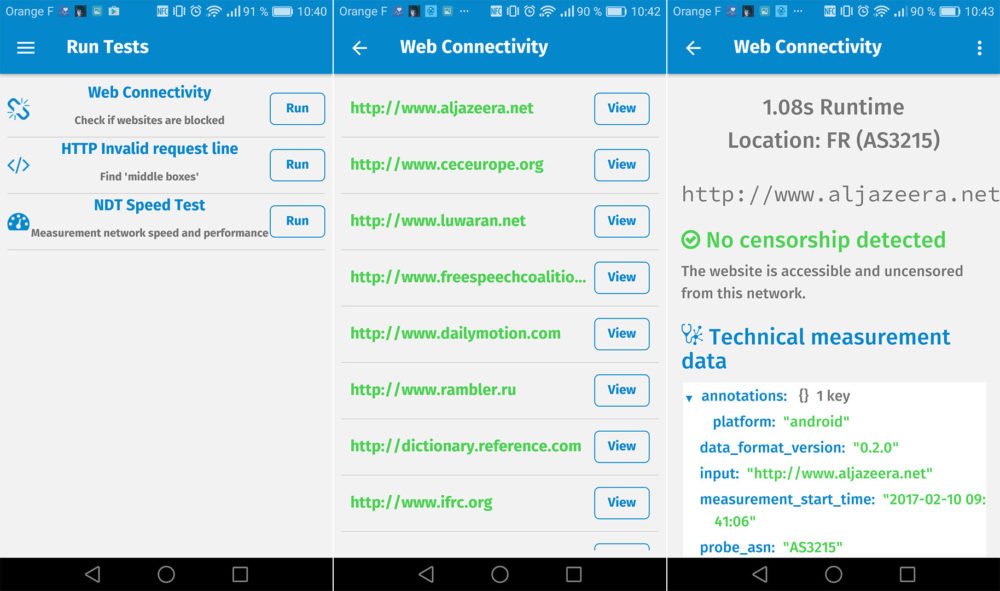 Orange F 91 % 10:40
Run Tests
Web Connectivity
Check if websites are blocked
Run
HTTP Invalid request line
Find 'middle boxes'
Run
NDT Speed Test
Measurement network speed and performance
Run
Orange F ... 90 % 10:42
Web Connectivity
http://www.aljazeera.net View
http://www.ceceurope.org View
http://www.luwaran.net View
http://www.freespeechcoalitio... View
http://www.dailymotion.com View
http://www.rambler.ru View
http://dictionary.reference.com View
http://www.ifrc.org View
Orange F ... 90 % 10:43
Web Connectivity
1.08s Runtime
Location: FR (AS3215)
http://www.aljazeera.net
No censorship detected
The website is accessible and uncensored
from this network.
Technical measurement
data
annotations: {} 1 key
platform: "android"
data_format_version: "0.2.0"
input: "http://www.aljazeera.net"
measurement_start_time: "2017-02-10 09:
41:06"
probe_asn: "AS3215"